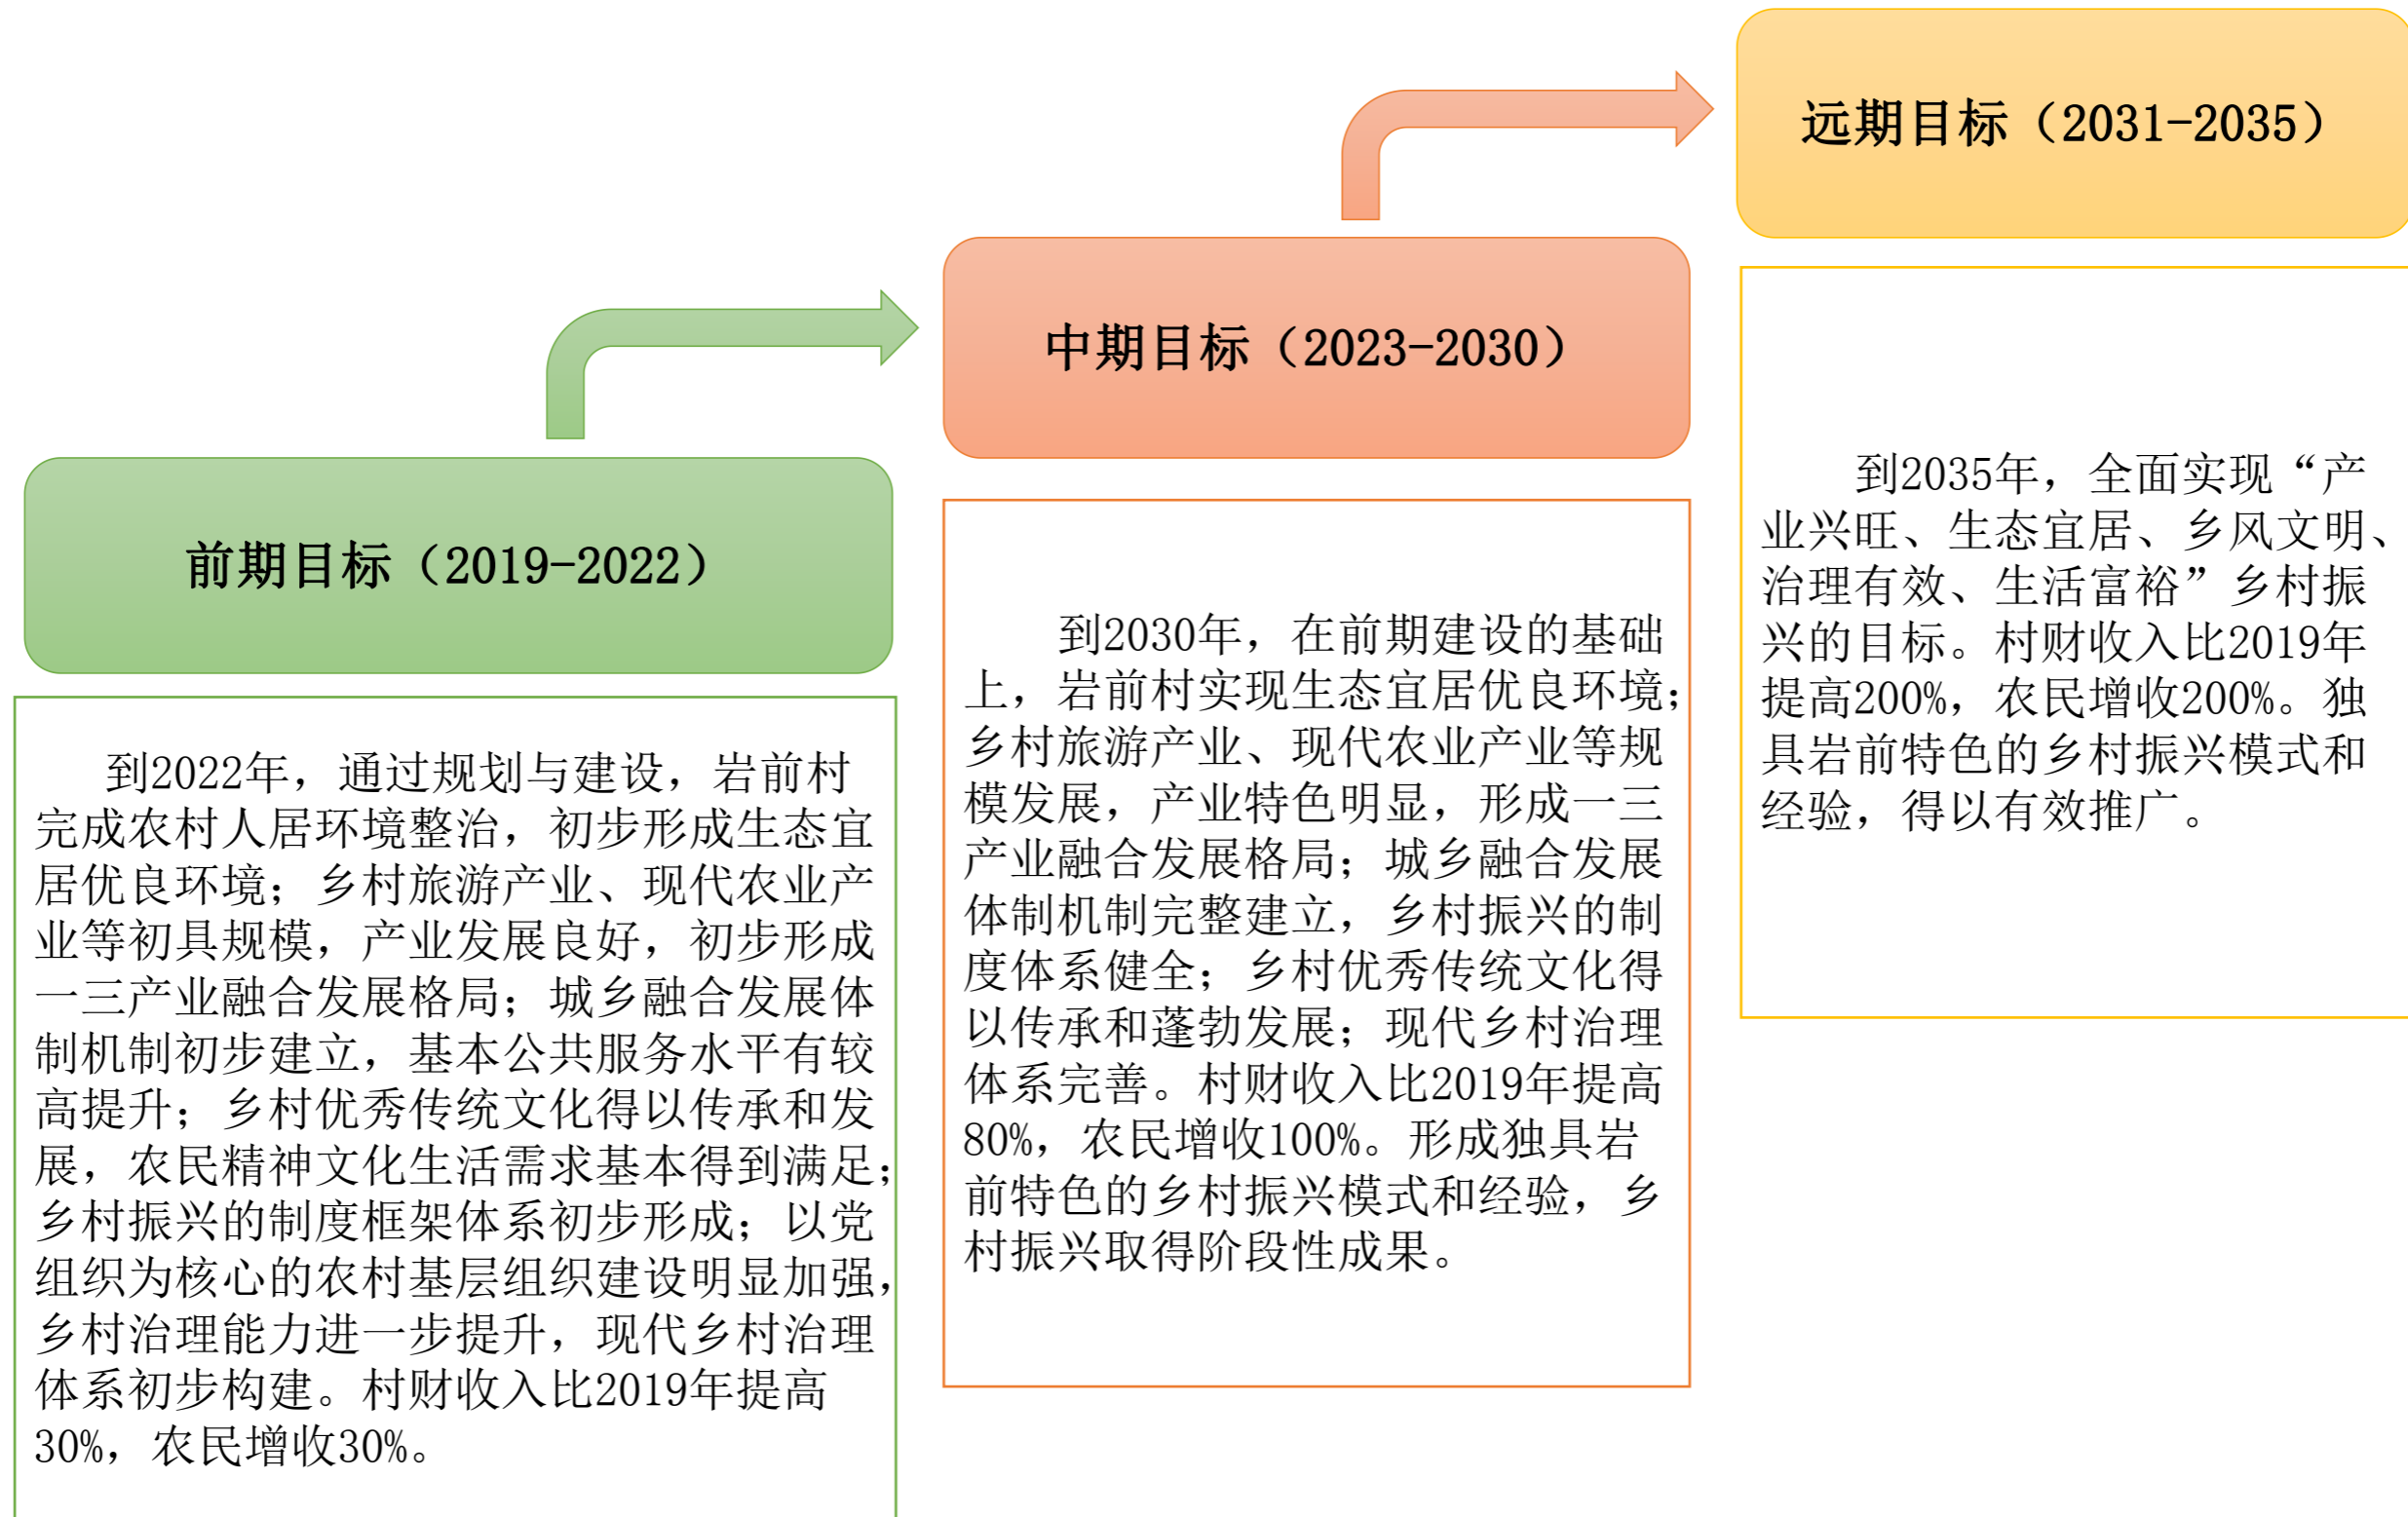 前期目标（2019-2022）
到2022年，通过规划与建设，岩前村
完成农村人居环境整治，初步形成生态宜
居优良环境；乡村旅游产业、现代农业产
业等初具规模，产业发展良好，初步形成
一三产业融合发展格局；城乡融合发展体
制机制初步建立，基本公共服务水平有较
高提升；乡村优秀传统文化得以传承和发
展，农民精神文化生活需求基本得到满足；
乡村振兴的制度框架体系初步形成；以党
组织为核心的农村基层组织建设明显加强，
乡村治理能力进一步提升，现代乡村治理
体系初步构建。村财收入比2019年提高
30%，农民增收30%。
中期目标（2023-2030）
到2030年，在前期建设的基础
上，岩前村实现生态宜居优良环境；
乡村旅游产业、现代农业产业等规
模发展，产业特色明显，形成一三
产业融合发展格局；城乡融合发展
体制机制完整建立，乡村振兴的制
度体系健全；乡村优秀传统文化得
以传承和蓬勃发展；现代乡村治理
体系完善。村财收入比2019年提高
80%，农民增收100%。形成独具岩
前特色的乡村振兴模式和经验，乡
村振兴取得阶段性成果。
远期目标（2031-2035）
到2035年，全面实现“产
业兴旺、生态宜居、乡风文明、
治理有效、生活富裕”乡村振
兴的目标。村财收入比2019年
提高200%，农民增收200%。独
具岩前特色的乡村振兴模式和
经验，得以有效推广。